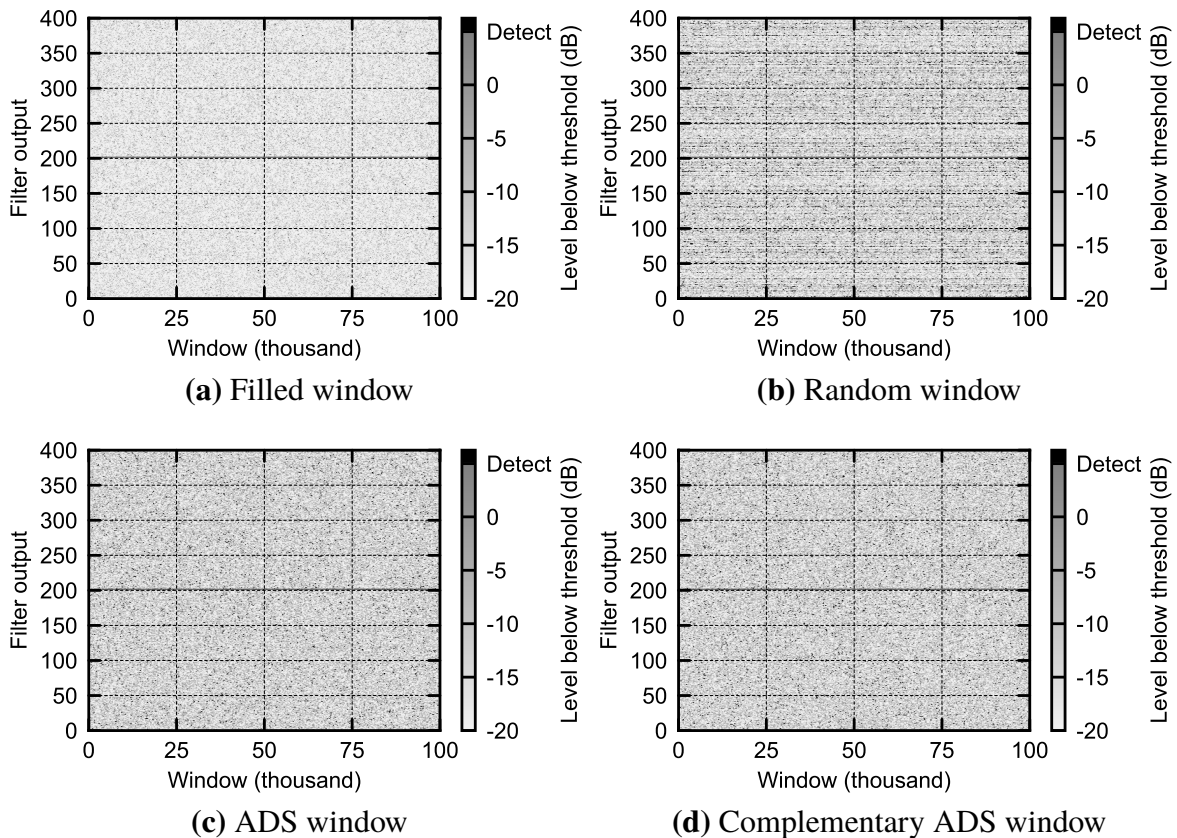 400
350
300
250
200
150
100
50
0
Filter output
0 25 50 75 100
Window (thousand)
Detect
0
-5
-10
-15
-20
Level below threshold (dB)
(a) Filled window
400
350
300
250
200
150
100
50
0
Filter output
0 25 50 75 100
Window (thousand)
Detect
0
-5
-10
-15
-20
Level below threshold (dB)
(b) Random window
400
350
300
250
200
150
100
50
0
Filter output
0 25 50 75 100
Window (thousand)
Detect
0
-5
-10
-15
-20
Level below threshold (dB)
(c) ADS window
400
350
300
250
200
150
100
50
0
Filter output
0 25 50 75 100
Window (thousand)
Detect
0
-5
-10
-15
-20
Level below threshold (dB)
(d) Complementary ADS window